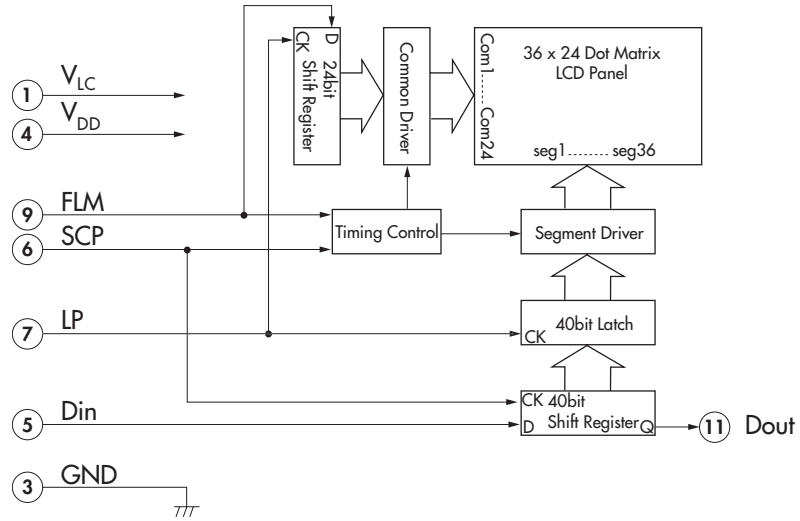 D
CK
24bit
Shift Register
Common Driver
Com1...... Com24
36 x 24 Dot Matrix
LCD Panel
seg1........ seg36
1 VLC
4 VDD
9 FLM
6 SCP
Timing Control
Segment Driver
7 LP
40bit Latch
CK
CK 40bit
Shift Register
D
Q
5 Din
11 Dout
3 GND